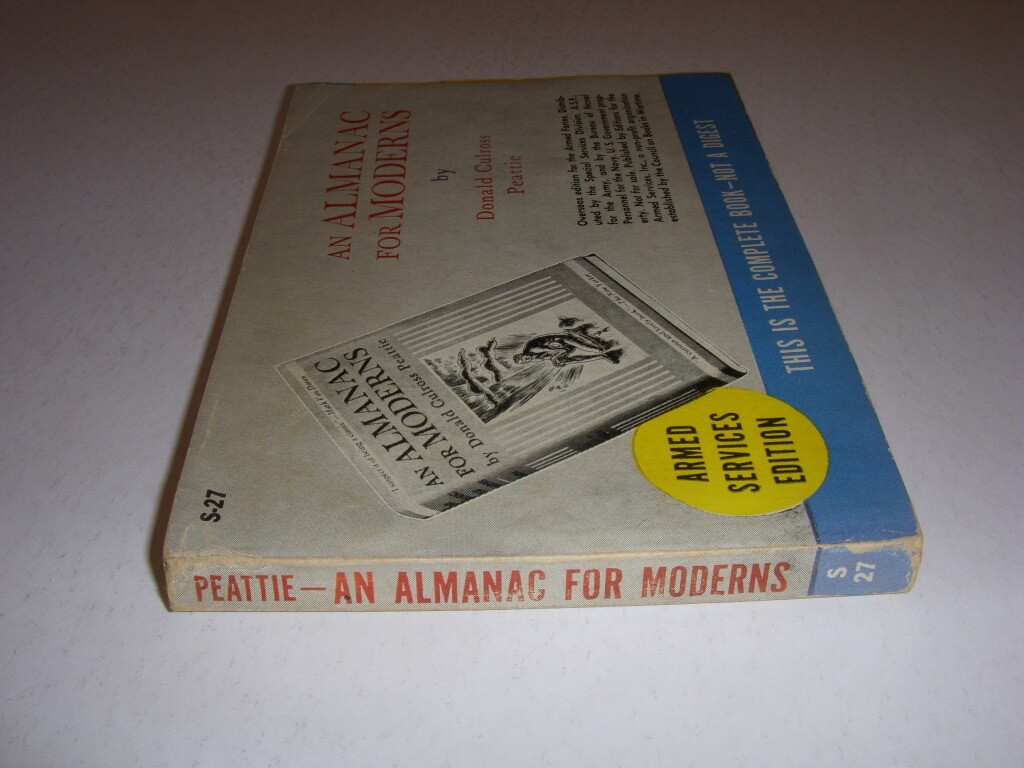 S-27
AN ALMANAC
FOR MODERNS
by
Donald Culross
Peattie
Overseas edition for the Armed Forces. Distrib-
uted by the Special Services Division, A.S.F.,
for the Army, and by the Bureau of Naval
Personnel for the Navy. U.S. Government prop-
erty. Not for sale. Published by Editions for the
Armed Services, Inc., a nonprofit organization
established by the Council on Books in Wartime.
AN ALMANAC
FOR MODERNS
by Donald Culross Peattie
ARMED
SERVICES
EDITION
THIS IS THE COMPLETE BOOK—NOT A DIGEST
PEATTIE—AN ALMANAC FOR MODERNS
S
27